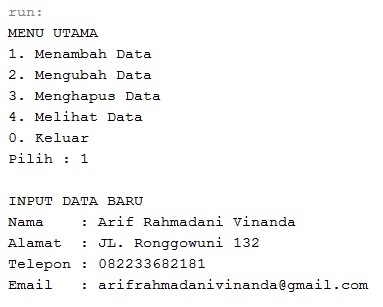 run:
MENU UTAMA
1. Menambah Data
2. Mengubah Data
3. Menghapus Data
4. Melihat Data
0. Keluar
Pilih : 1

INPUT DATA BARU
Nama    : Arif Rahmadani Vinanda
Alamat  : JL. Ronggowuni 132
Telepon : 082233682181
Email   : arifrahmadanivinanda@gmail.com